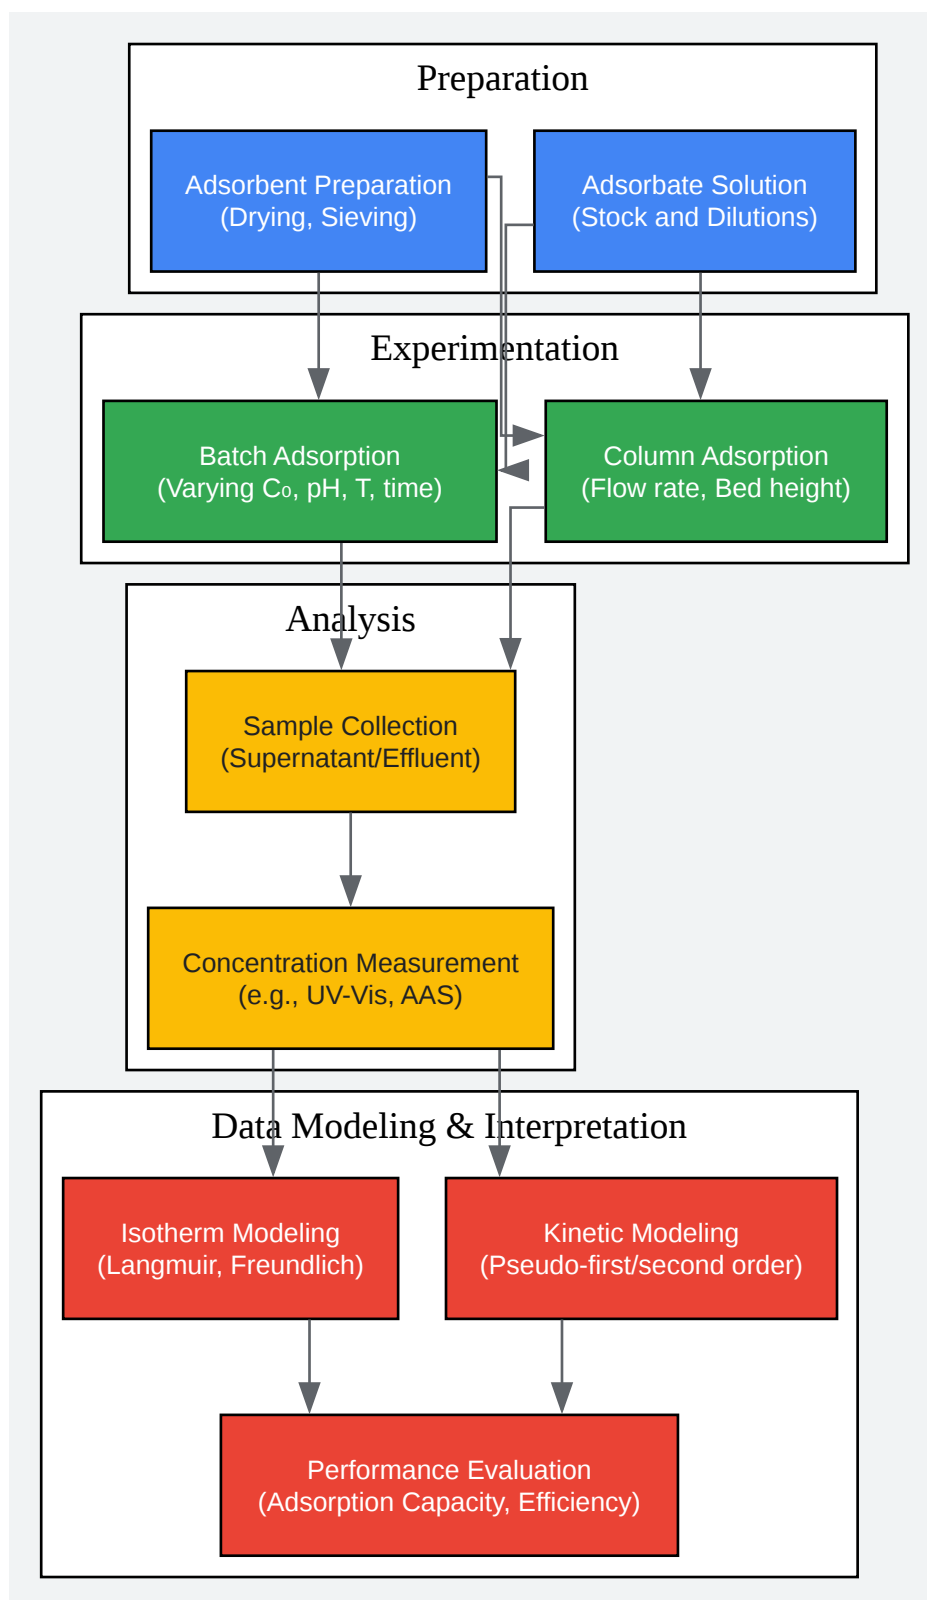 Preparation
Adsorbent Preparation
(Drying, Sieving)
Adsorbate Solution
(Stock and Dilutions)
Experimentation
Batch Adsorption
(Varying C₀, pH, T, time)
Column Adsorption
(Flow rate, Bed height)
Analysis
Sample Collection
(Supernatant/Effluent)
Concentration Measurement
(e.g., UV-Vis, AAS)
Data Modeling & Interpretation
Isotherm Modeling
(Langmuir, Freundlich)
Kinetic Modeling
(Pseudo-first/second order)
Performance Evaluation
(Adsorption Capacity, Efficiency)